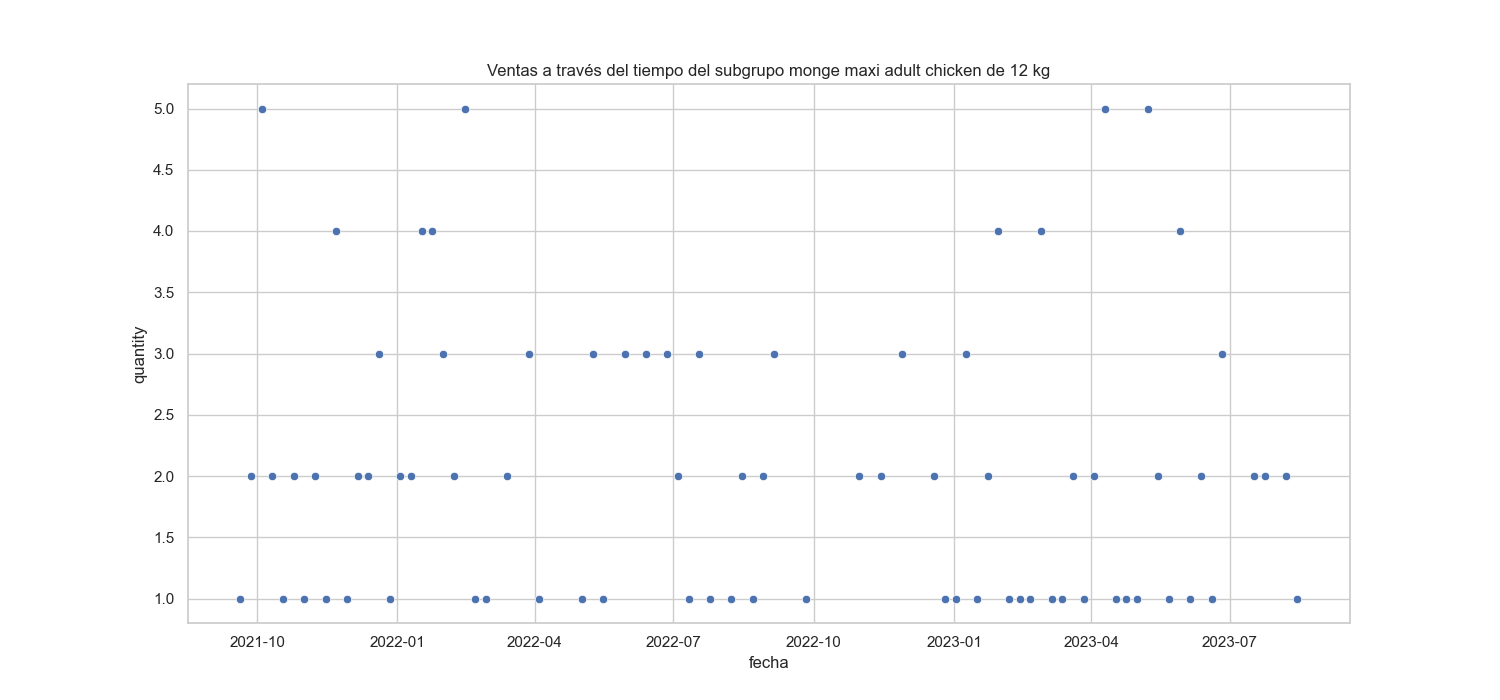 Ventas a través del tiempo del subgrupo monge maxi adult chicken de 12 kg
5.0
4.5
4.0
3.5
3.0
2.5
2.0
1.5
1.0
quantity
2021-10 2022-01 2022-04 2022-07 2022-10 2023-01 2023-04 2023-07
fecha